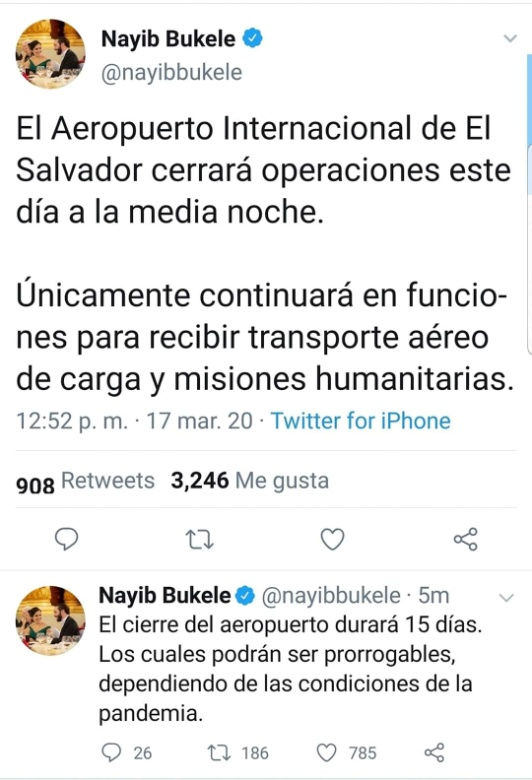 Nayib Bukele
@nayibbukele
El Aeropuerto Internacional de El
Salvador cerrará operaciones este
día a la media noche.
Únicamente continuará en funcio-
nes para recibir transporte aéreo
de carga y misiones humanitarias.
12:52 p. m. · 17 mar. 20 · Twitter for iPhone
908 Retweets 3,246 Me gusta
Nayib Bukele @nayibbukele · 5m
El cierre del aeropuerto durará 15 días.
Los cuales podrán ser prorrogables,
dependiendo de las condiciones de la
pandemia.
26 186 785